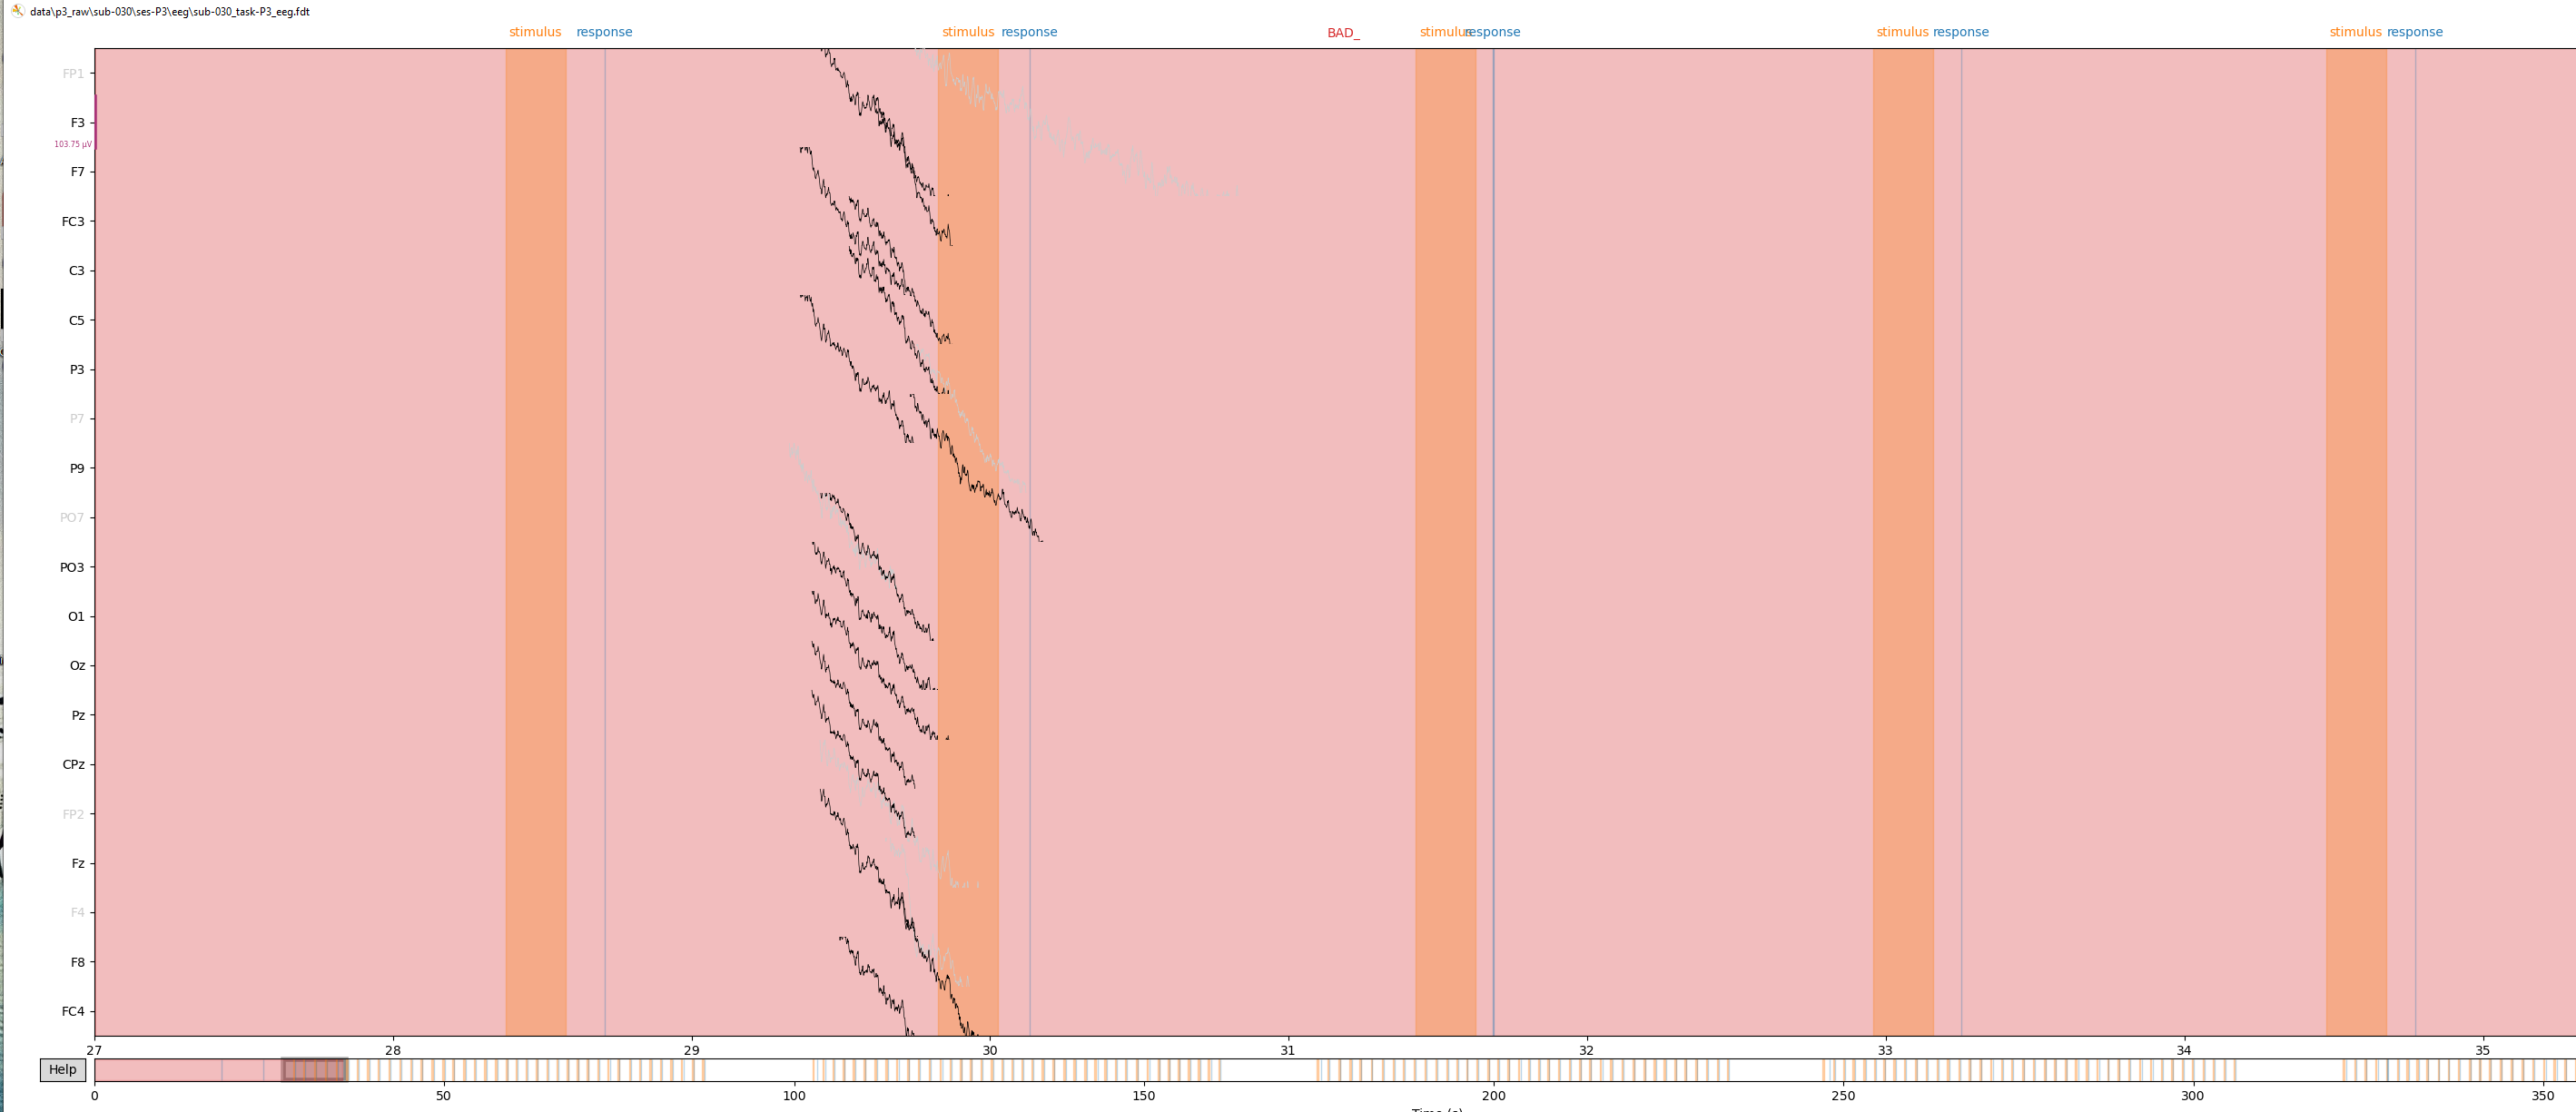 data\p3_raw\sub-030\ses-P3\eeg\sub-030_task-P3_eeg.fdt
stimulus response stimulus response BAD_ stimulus response stimulus response stimulus response
FP1
F3
103.75 µV
F7
FC3
C3
C5
P3
P7
P9
PO7
PO3
O1
Oz
Pz
CPz
FP2
Fz
F4
F8
FC4
27 28 29 30 31 32 33 34 35
Help
0 50 100 150 200 250 300 350
Time (s)